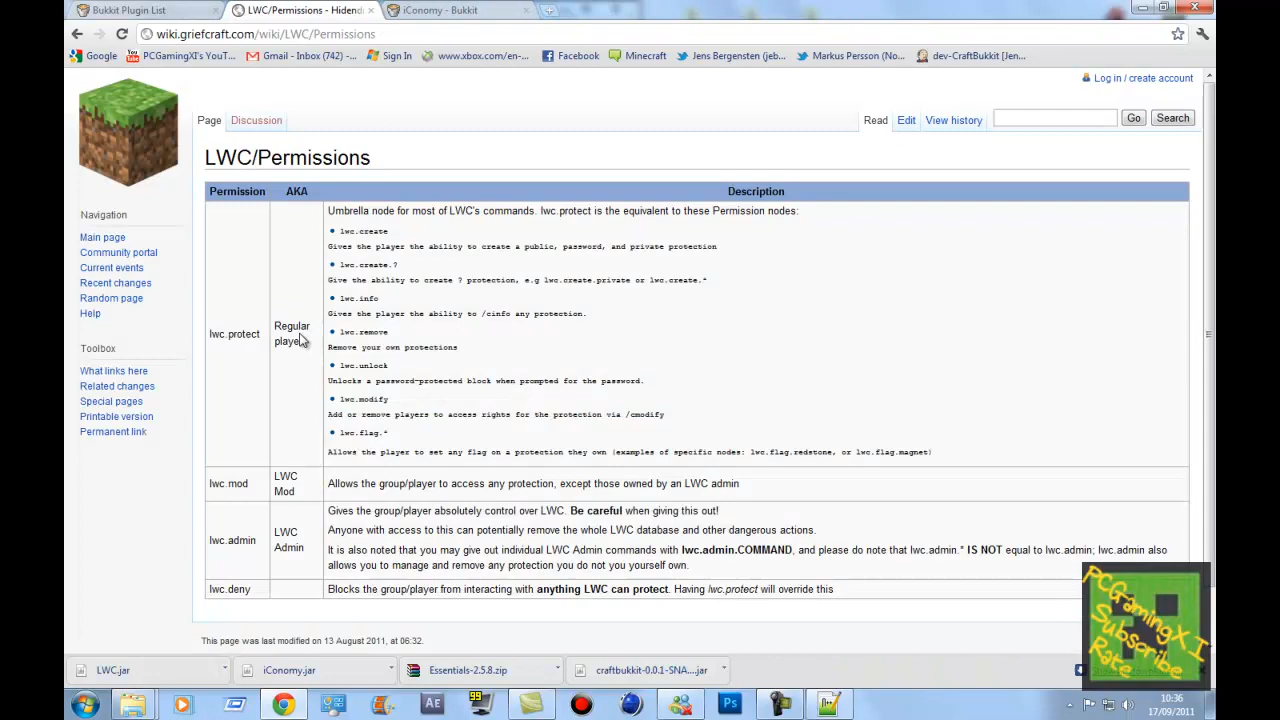 Bukkit Plugin List
LWC/Permissions - Hidend
iConomy - Bukkit
wiki.griefcraft.com/wiki/LWC/Permissions
Google
PCGamingXI's YouT...
Gmail - Inbox (742) -...
Sign In
www.xbox.com/en-...
Facebook
Minecraft
Jens Bergensten (jeb...
Markus Persson (No...
dev-CraftBukkit [Jen...
Log in / create account
Page
Discussion
Read
Edit
View history
Go
Search
LWC/Permissions
Permission AKA Description
Navigation
Main page
Community portal
Current events
Recent changes
Random page
Help
Toolbox
What links here
Related changes
Special pages
Printable version
Permanent link
lwc.protect
Regular
player
Umbrella node for most of LWC's commands. lwc.protect is the equivalent to these Permission nodes:
lwc.create
Gives the player the ability to create a public, password, and private protection
lwc.create.?
Give the ability to create ? protection, e.g lwc.create.private or lwc.create.*
lwc.info
Gives the player the ability to /cinfo any protection.
lwc.remove
Remove your own protections
lwc.unlock
Unlocks a password-protected block when prompted for the password.
lwc.modify
Add or remove players to access rights for the protection via /cmodify
lwc.flag.*
Allows the player to set any flag on a protection they own (examples of specific nodes: lwc.flag.redstone, or lwc.flag.magnet)
lwc.mod
LWC
Mod
Allows the group/player to access any protection, except those owned by an LWC admin
lwc.admin
LWC
Admin
Gives the group/player absolutely control over LWC. Be careful when giving this out!
Anyone with access to this can potentially remove the whole LWC database and other dangerous actions.
It is also noted that you may give out individual LWC Admin commands with lwc.admin.COMMAND, and please do note that lwc.admin.* IS NOT equal to lwc.admin; lwc.admin also
allows you to manage and remove any protection you do not you yourself own.
lwc.deny
Blocks the group/player from interacting with anything LWC can protect. Having lwc.protect will override this
This page was last modified on 13 August 2011, at 06:32.
PCGamingXI
Subscribe
Rate
LWC.jar
iConomy.jar
Essentials-2.5.8.zip
craftbukkit-0.0.1-SNA....jar
Ae
99
Ps
10:36
17/09/2011